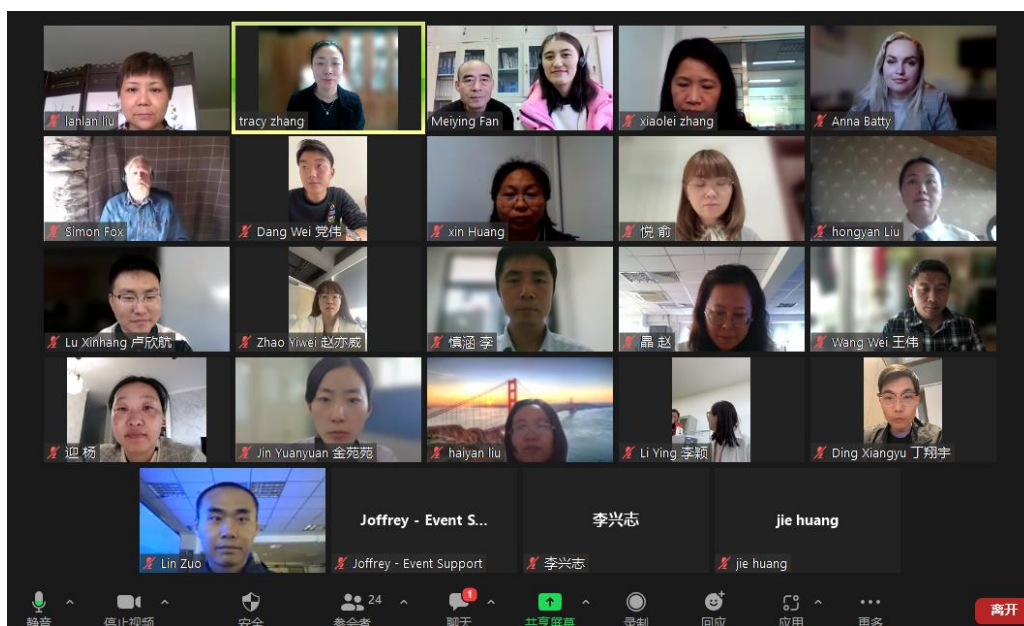 lanlan liu
tracy zhang
Meiying Fan
xiaolei zhang
Anna Batty
Simon Fox
Dang Wei 党伟
xin Huang
悦 俞
hongyan Liu
Lu Xinhang 卢欣航
Zhao Yiwei 赵亦威
慎涵 李
晶 赵
Wang Wei 王伟
迎 杨
Jin Yuanyuan 金苑苑
haiyan liu
Li Ying 李颖
Ding Xiangyu 丁翔宇
Lin Zuo
Joffrey - Event S...
Joffrey - Event Support
李兴志
李兴志
jie huang
jie huang
24
1
静音
停止视频
安全
参会者
聊天
共享屏幕
录制
回应
应用
更多
离开